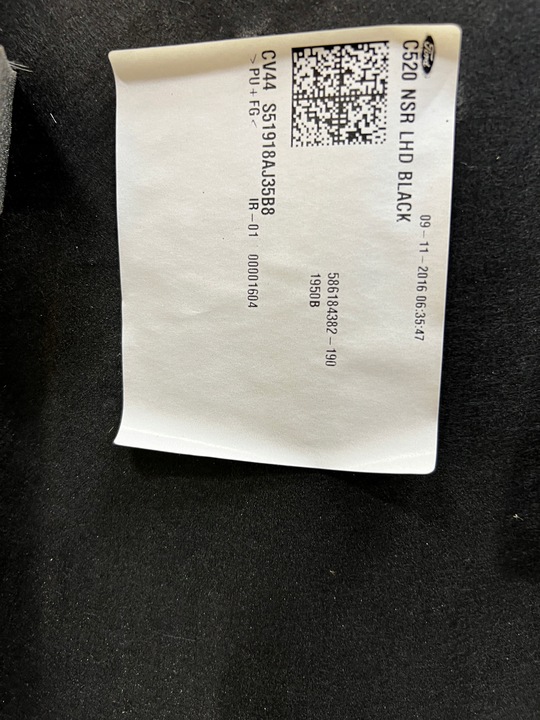 Ford
09-11-2016 06:35:47
C520 NSR LHD BLACK
586184382-190
1950B
CV44 S51918AJ35B8
>PU+FG<
IR-01 00001604